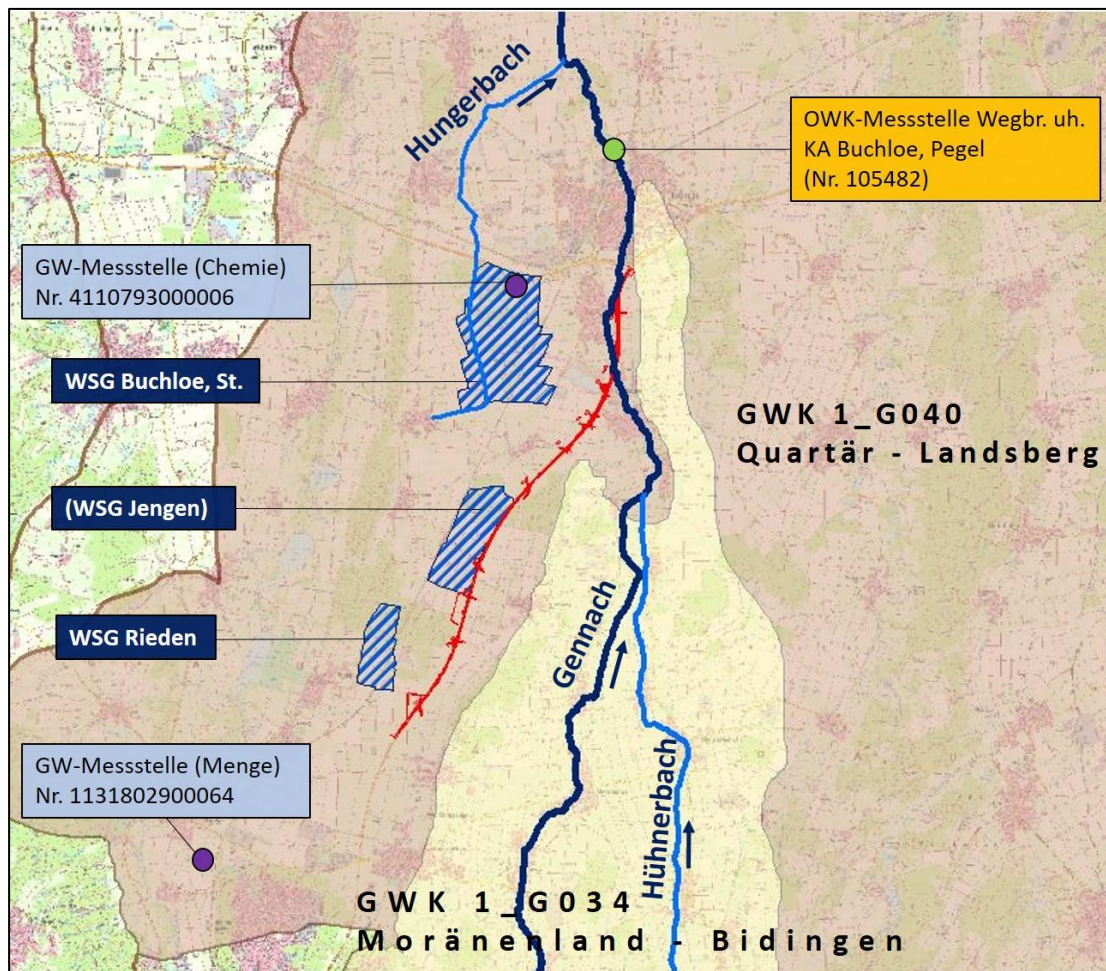 Hungerbach
OWK-Messstelle Wegbr. uh.
KA Buchloe, Pegel
(Nr. 105482)
GW-Messstelle (Chemie)
Nr. 4110793000006
WSG Buchloe, St.
GWK 1_G040
Quartär - Landsberg
(WSG Jengen)
WSG Rieden
Gennach
GW-Messstelle (Menge)
Nr. 1131802900064
Hühnerbach
GWK 1_G034
Moränenland - Bidingen